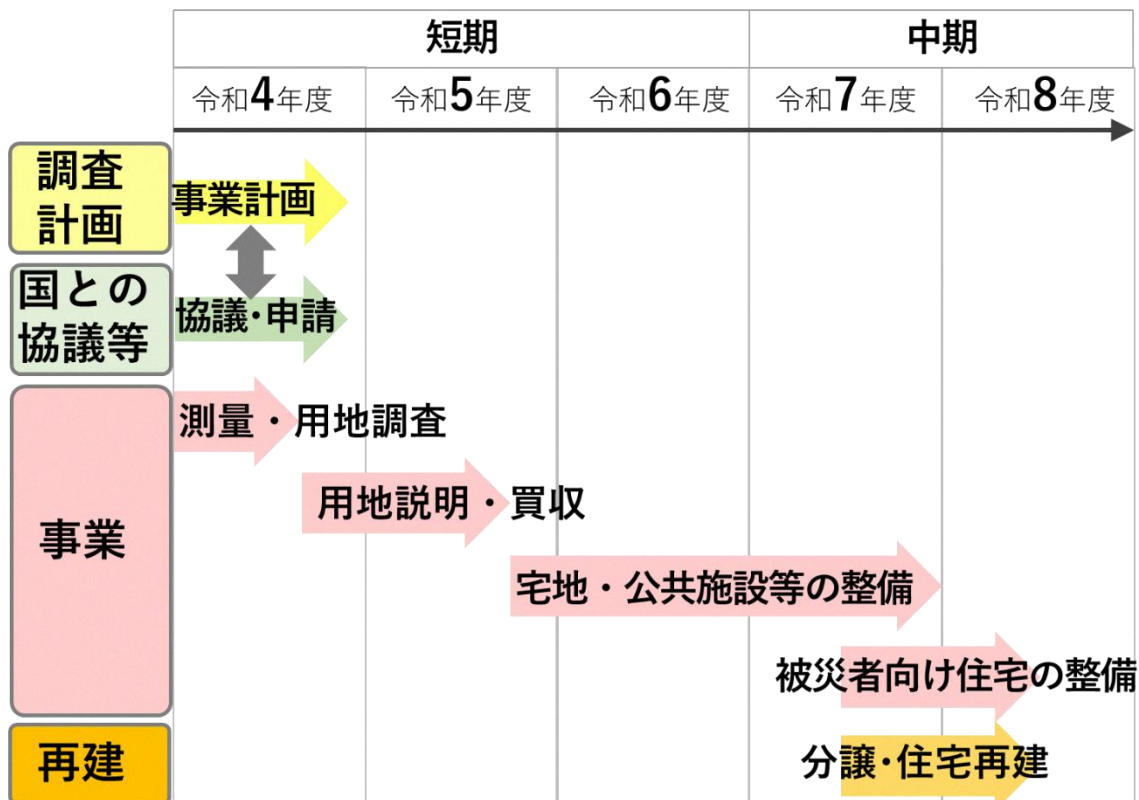 短期
中期
令和4年度
令和5年度
令和6年度
令和7年度
令和8年度
調査
計画
事業計画
国との
協議等
協議･申請
事業
測量・用地調査
用地説明・買収
宅地・公共施設等の整備
被災者向け住宅の整備
再建
分譲･住宅再建